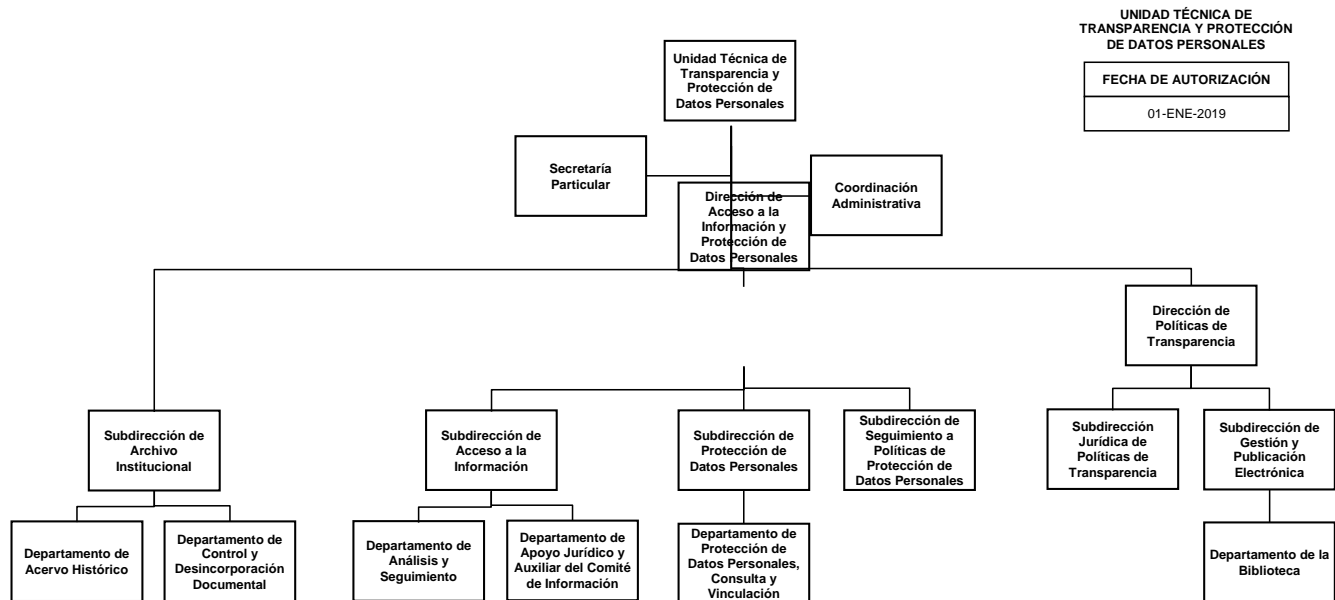 UNIDAD TÉCNICA DE
TRANSPARENCIA Y PROTECCIÓN
DE DATOS PERSONALES
FECHA DE AUTORIZACIÓN
01-ENE-2019
Unidad Técnica de
Transparencia y
Protección de
Datos Personales
Secretaría
Particular
Coordinación
Administrativa
Dirección de
Acceso a la
Información y
Protección de
Datos Personales
Dirección de
Políticas de
Transparencia
Subdirección de
Archivo
Institucional
Subdirección de
Acceso a la
Información
Subdirección de
Protección de
Datos Personales
Subdirección de
Seguimiento a
Políticas de
Protección de
Datos Personales
Subdirección
Jurídica de
Políticas de
Transparencia
Subdirección de
Gestión y
Publicación
Electrónica
Departamento de
Acervo Histórico
Departamento de
Control y
Desincorporación
Documental
Departamento de
Análisis y
Seguimiento
Departamento de
Apoyo Jurídico y
Auxiliar del Comité
de Información
Departamento de
Protección de
Datos Personales,
Consulta y
Vinculación
Departamento de la
Biblioteca